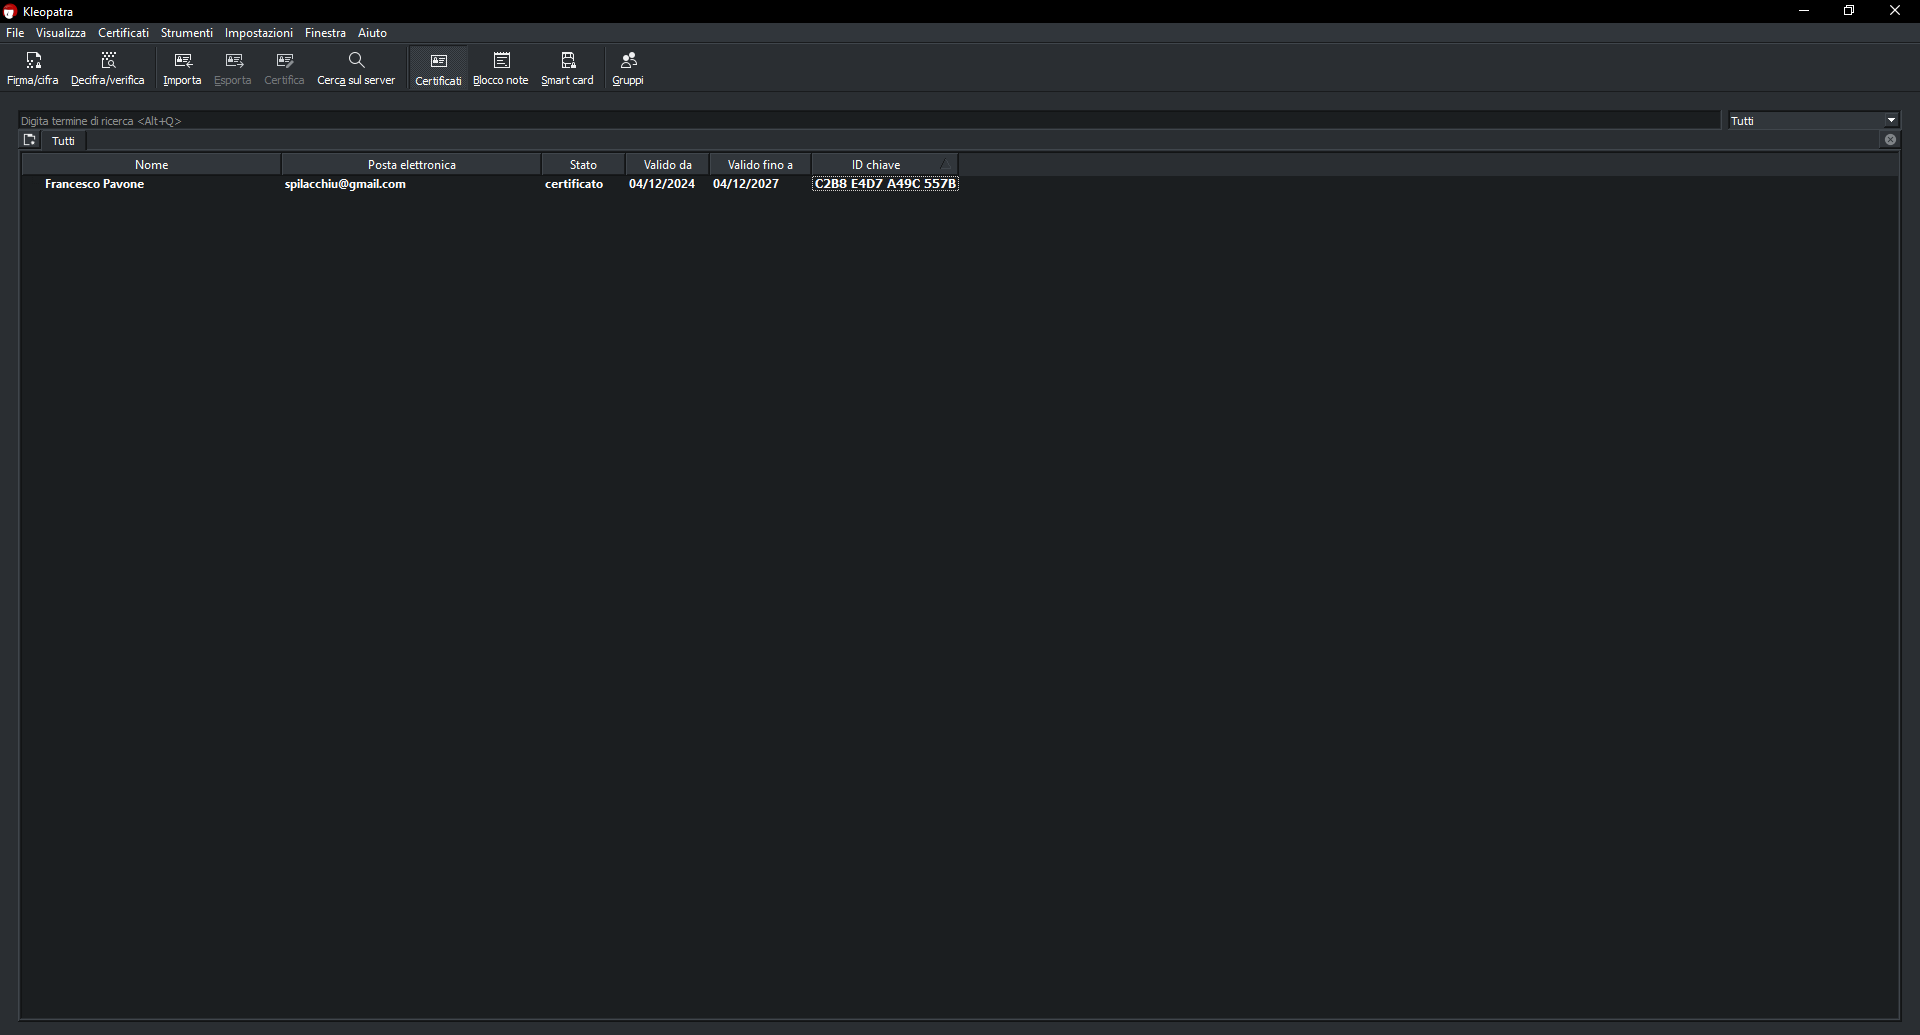 Kleopatra
File Visualizza Certificati Strumenti Impostazioni Finestra Aiuto
Firma/cifra Decifra/verifica Importa Esporta Certifica Cerca sul server Certificati Blocco note Smart card Gruppi
Digita termine di ricerca <Alt+Q> Tutti
Tutti
Nome Posta elettronica Stato Valido da Valido fino a ID chiave
Francesco Pavone spilacchiu@gmail.com certificato 04/12/2024 04/12/2027 C2B8 E4D7 A49C 557B